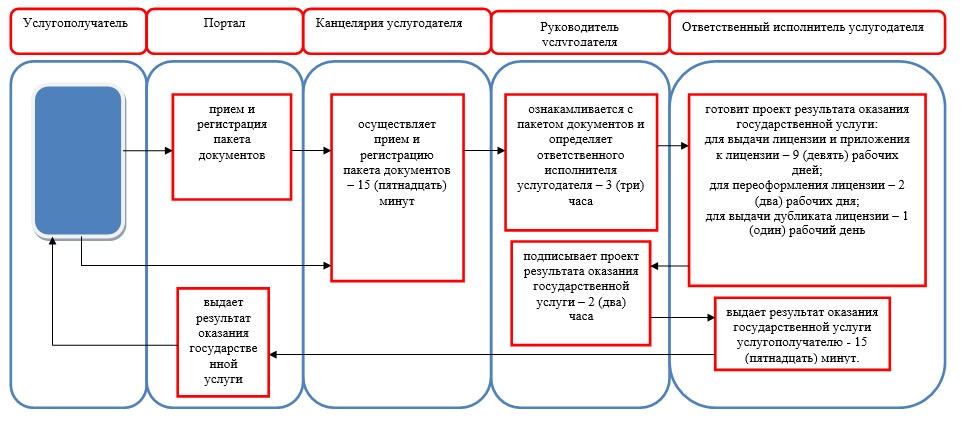 Услугополучатель
Портал
Канцелярия услугодателя
Руководитель
услугодателя
Ответственный исполнитель услугодателя
прием и
регистрация
пакета
документов
осуществляет
прием и
регистрацию
пакета документов
– 15 (пятнадцать)
минут
ознакамливается с
пакетом документов и
определяет
ответственного
исполнителя
услугодателя – 3 (три)
часа
готовит проект результата оказания
государственной услуги:
для выдачи лицензии и приложения
к лицензии – 9 (девять) рабочих
дней;
для переоформления лицензии – 2
(два) рабочих дня;
для выдачи дубликата лицензии – 1
(один) рабочий день
подписывает проект
результата оказания
государственной
услуги – 2 (два)
часа
выдает результат оказания
государственной услуги
услугополучателю - 15
(пятнадцать) минут.
выдает
результат
оказания
государстве
нной
услуги